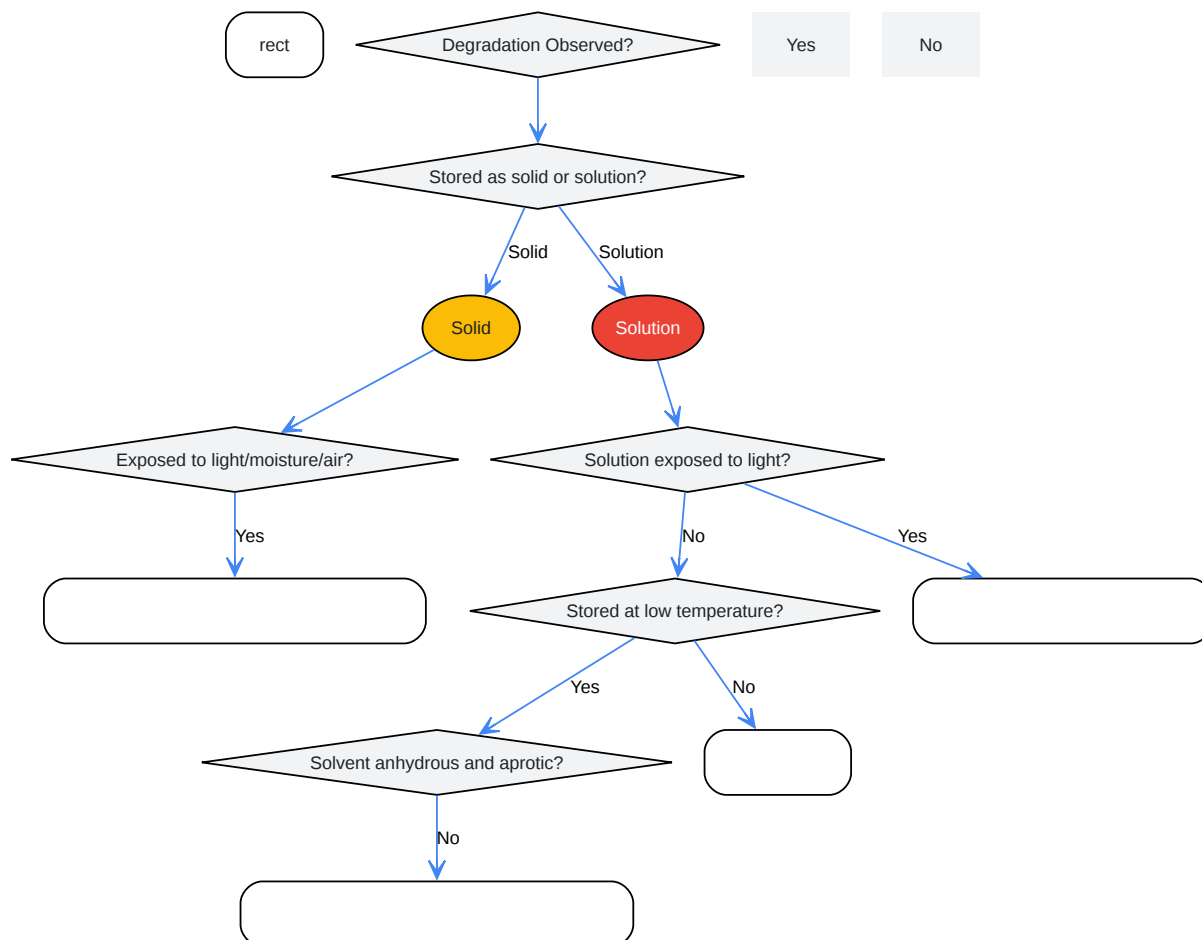 rect
Degradation Observed?
Yes
No
Stored as solid or solution?
Solid
Solution
Solid
Solution
Exposed to light/moisture/air?
Solution exposed to light?
Yes
No
Yes
Stored at low temperature?
Yes
No
Solvent anhydrous and aprotic?
No